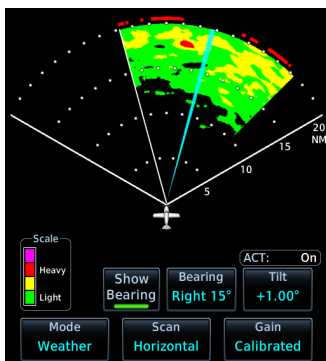 20
NM
15
10
5
Scale
Heavy
Light
ACT: On
Show
Bearing
Bearing
Right 15°
Tilt
+1.00°
Mode
Weather
Scan
Horizontal
Gain
Calibrated